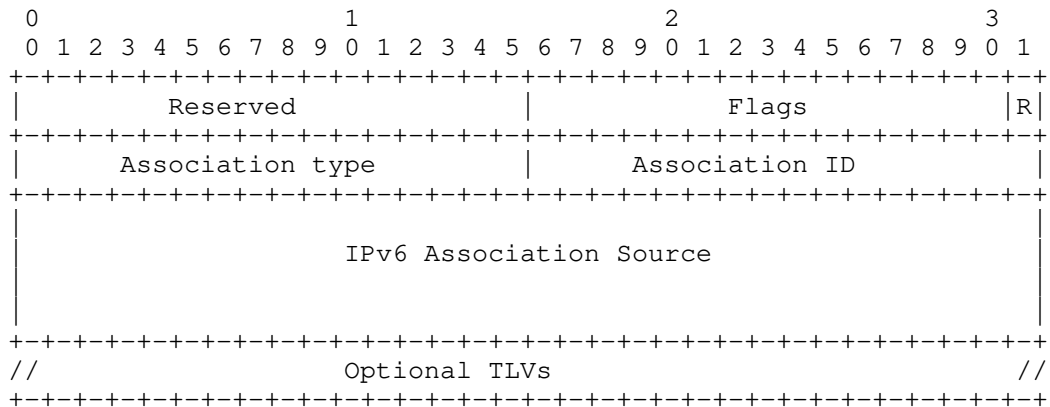 0                   1                   2                   3
 0 1 2 3 4 5 6 7 8 9 0 1 2 3 4 5 6 7 8 9 0 1 2 3 4 5 6 7 8 9 0 1
+-+-+-+-+-+-+-+-+-+-+-+-+-+-+-+-+-+-+-+-+-+-+-+-+-+-+-+-+-+-+-+-+
|         Reserved              |            Flags            |R|
+-+-+-+-+-+-+-+-+-+-+-+-+-+-+-+-+-+-+-+-+-+-+-+-+-+-+-+-+-+-+-+-+
|      Association type         |      Association ID           |
+-+-+-+-+-+-+-+-+-+-+-+-+-+-+-+-+-+-+-+-+-+-+-+-+-+-+-+-+-+-+-+-+
|                                                               |
|                    IPv6 Association Source                    |
|                                                               |
|                                                               |
+-+-+-+-+-+-+-+-+-+-+-+-+-+-+-+-+-+-+-+-+-+-+-+-+-+-+-+-+-+-+-+-+
//                   Optional TLVs                             //
+-+-+-+-+-+-+-+-+-+-+-+-+-+-+-+-+-+-+-+-+-+-+-+-+-+-+-+-+-+-+-+-+